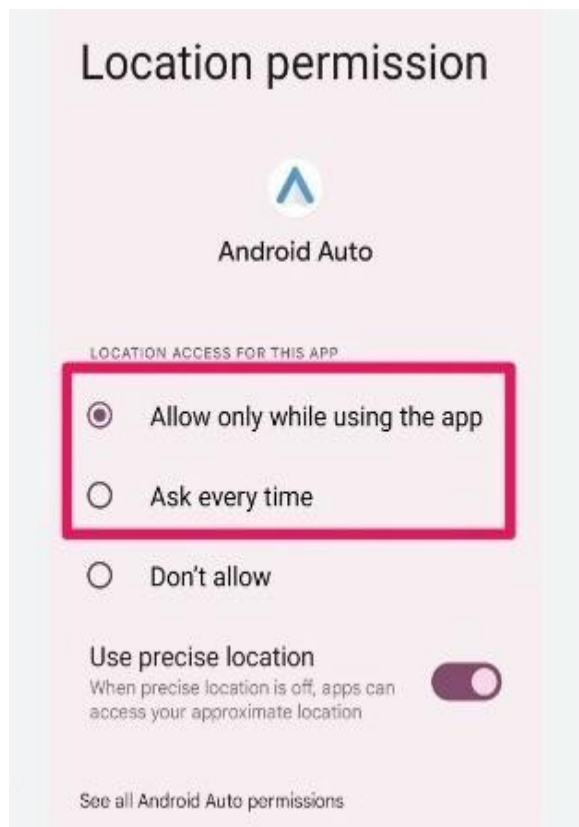 Location permission
Android Auto
LOCATION ACCESS FOR THIS APP
Allow only while using the app
Ask every time
Don't allow
Use precise location
When precise location is off, apps can
access your approximate location
See all Android Auto permissions